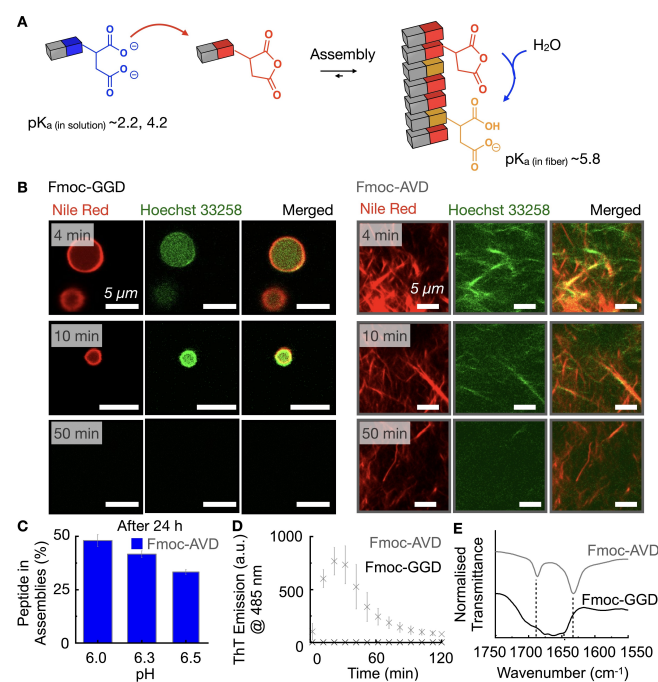 A
O
O ⊖
O ⊖
O
O
O
O
Assembly
O
O
O
H₂O
O
OH
O ⊖
O
pKa (in solution) ~2.2, 4.2
pKa (in fiber) ~5.8
B
Fmoc-GGD
Fmoc-AVD
Nile Red
Hoechst 33258
Merged
Nile Red
Hoechst 33258
Merged
4 min
5 µm
4 min
5 µm
10 min
10 min
50 min
50 min
C
After 24 h
Fmoc-AVD
Peptide in
Assemblies (%)
50
25
0
6.0
6.3
6.5
pH
D
Fmoc-AVD
Fmoc-GGD
ThT Emission (a.u.)
@ 485 nm
1000
500
0
0
60
120
Time (min)
E
Fmoc-AVD
Fmoc-GGD
Normalised
Transmittance
1750
1650
1600
1550
Wavenumber (cm-1)